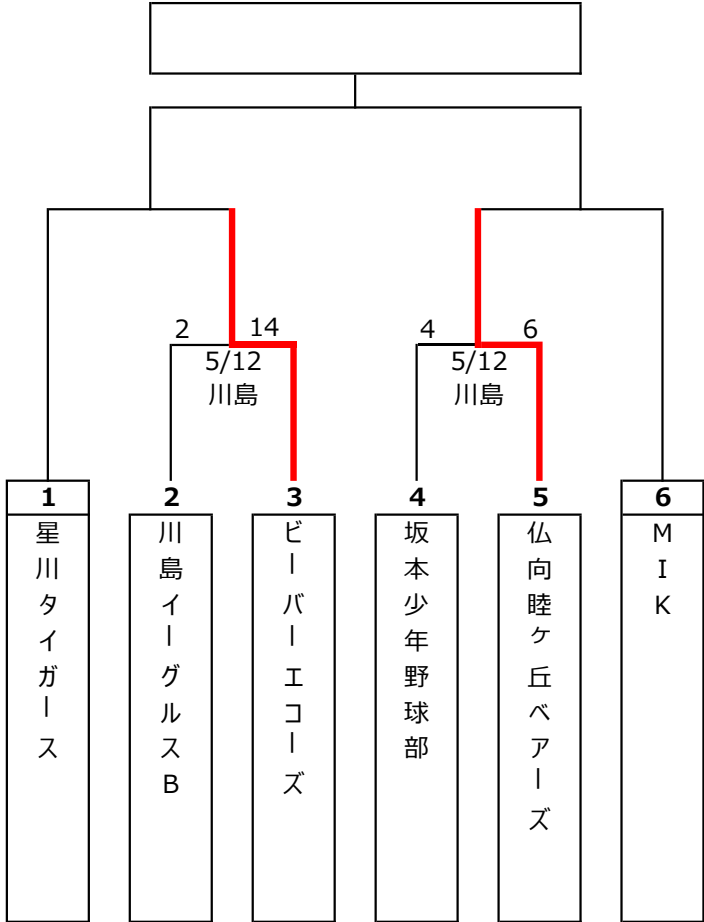 2 14
5/12
川島
4 6
5/12
川島
1
星川タイガース
2
川島イーグルスB
3
ビーバーエコーズ
4
坂本少年野球部
5
仏向睦ケ丘ベアーズ
6
MIK